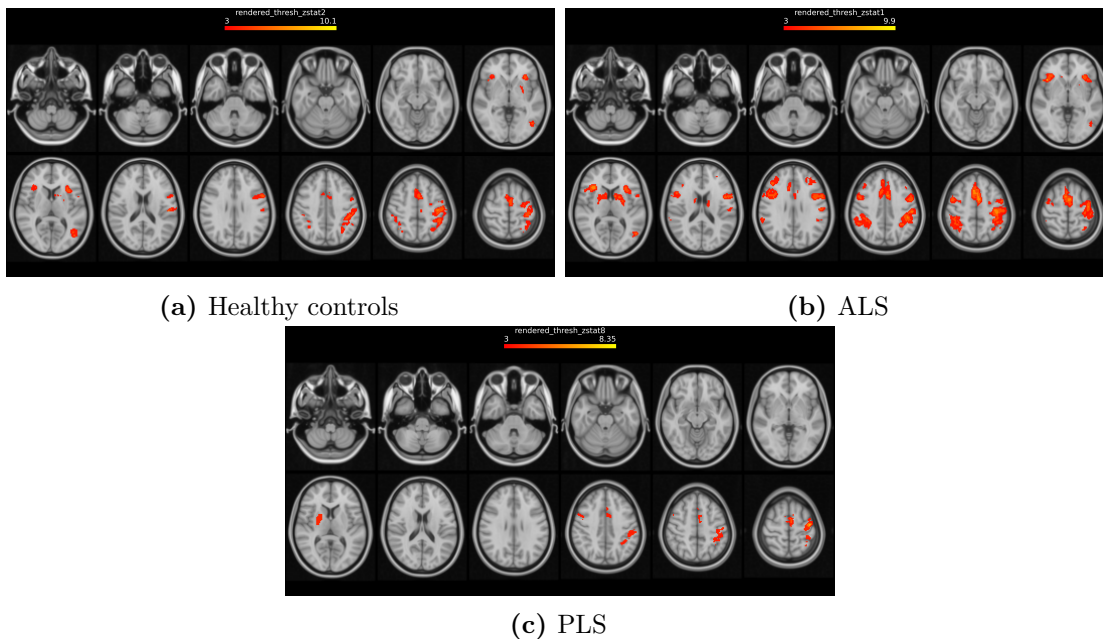 rendered_thresh_zstat2
3 10.1
rendered_thresh_zstat1
3 9.9
(a) Healthy controls
(b) ALS
rendered_thresh_zstat8
3 8.35
(c) PLS